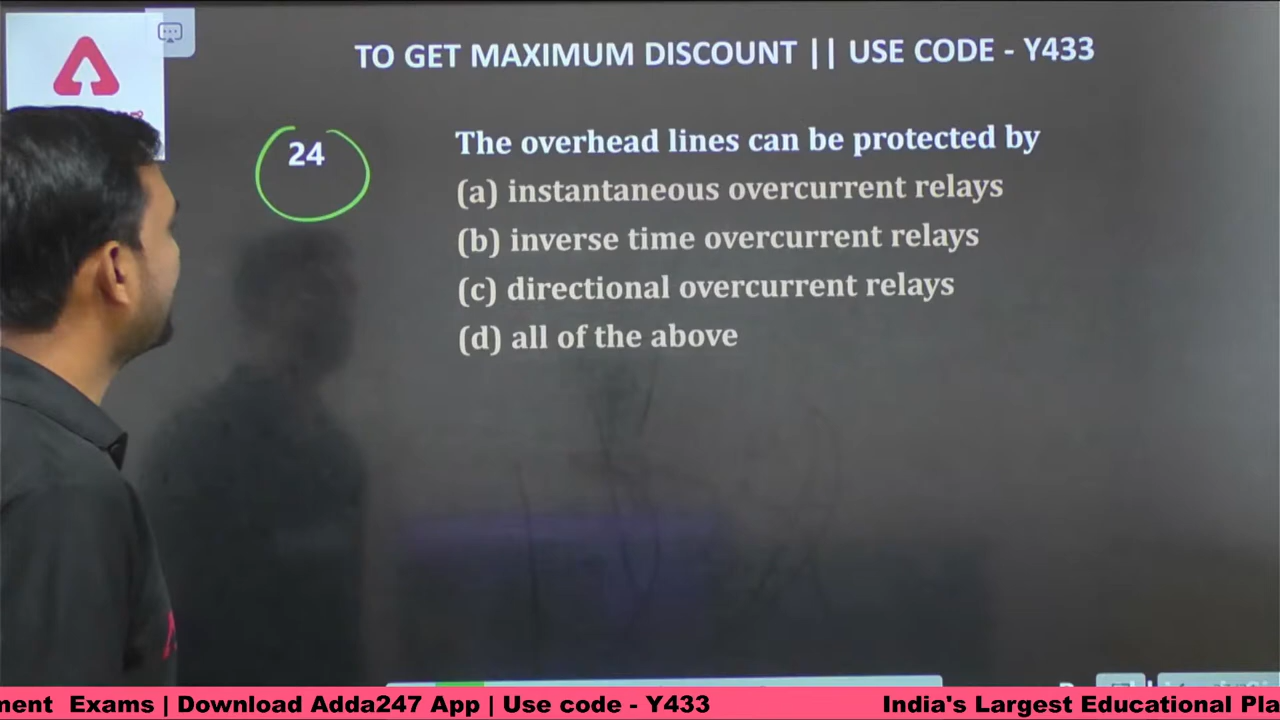 TO GET MAXIMUM DISCOUNT || USE CODE - Y433
24
The overhead lines can be protected by
(a) instantaneous overcurrent relays
(b) inverse time overcurrent relays
(c) directional overcurrent relays
(d) all of the above
Exams | Download Adda247 App | Use code - Y433
India's Largest Educational